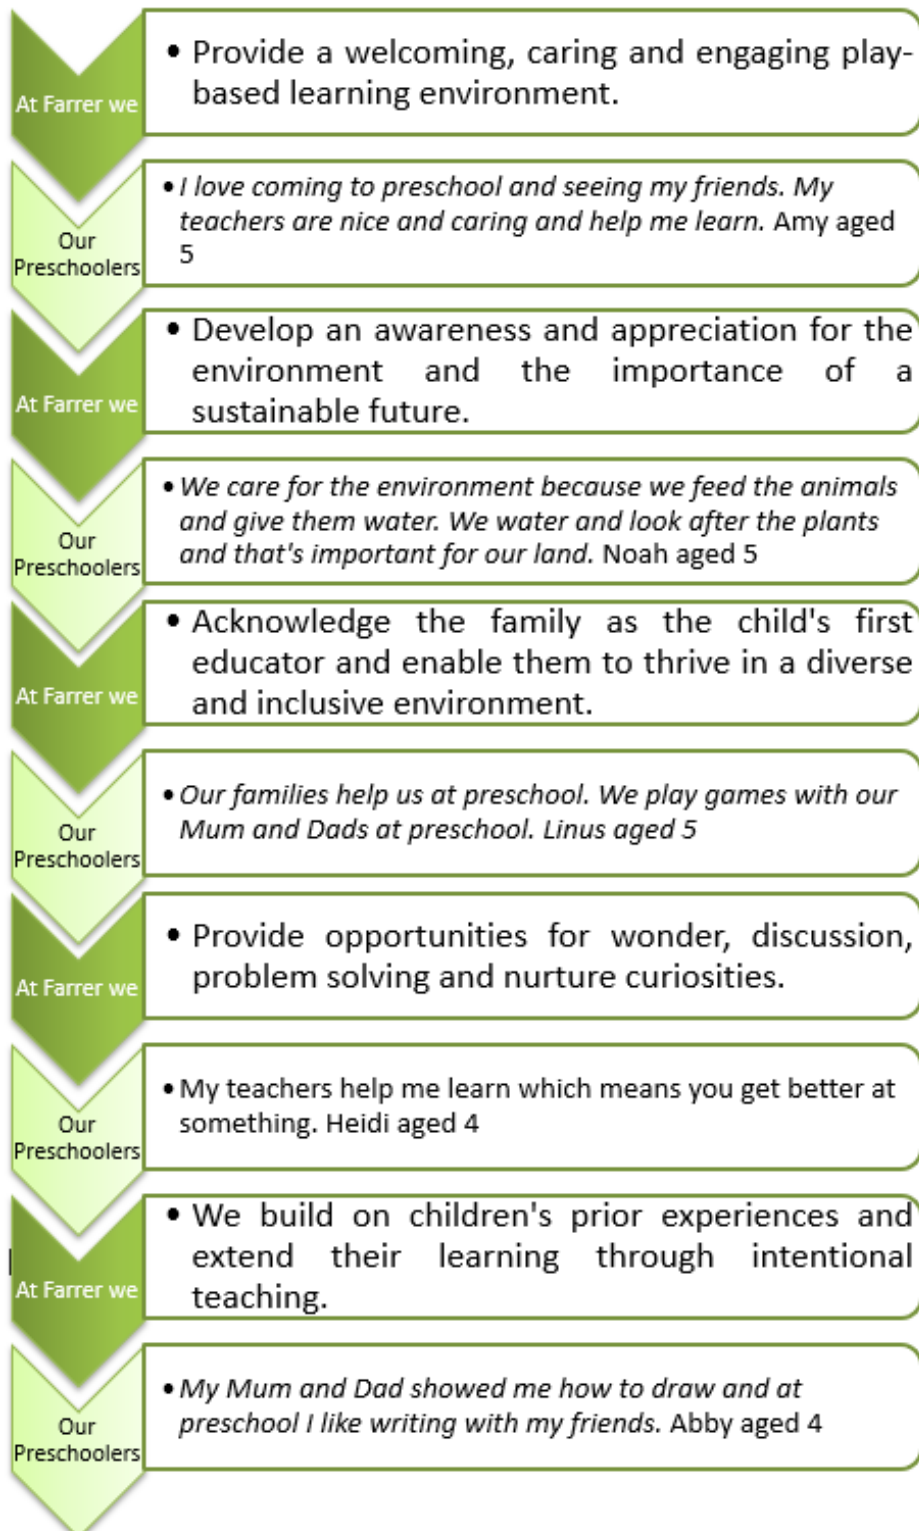 At Farrer we
• Provide a welcoming, caring and engaging play-
based learning environment.
Our
Preschoolers
• I love coming to preschool and seeing my friends. My
teachers are nice and caring and help me learn. Amy aged
5
At Farrer we
• Develop an awareness and appreciation for the
environment and the importance of a
sustainable future.
Our
Preschoolers
• We care for the environment because we feed the animals
and give them water. We water and look after the plants
and that's important for our land. Noah aged 5
At Farrer we
• Acknowledge the family as the child's first
educator and enable them to thrive in a diverse
and inclusive environment.
Our
Preschoolers
• Our families help us at preschool. We play games with our
Mum and Dads at preschool. Linus aged 5
At Farrer we
• Provide opportunities for wonder, discussion,
problem solving and nurture curiosities.
Our
Preschoolers
• My teachers help me learn which means you get better at
something. Heidi aged 4
At Farrer we
• We build on children's prior experiences and
extend their learning through intentional
teaching.
Our
Preschoolers
• My Mum and Dad showed me how to draw and at
preschool I like writing with my friends. Abby aged 4